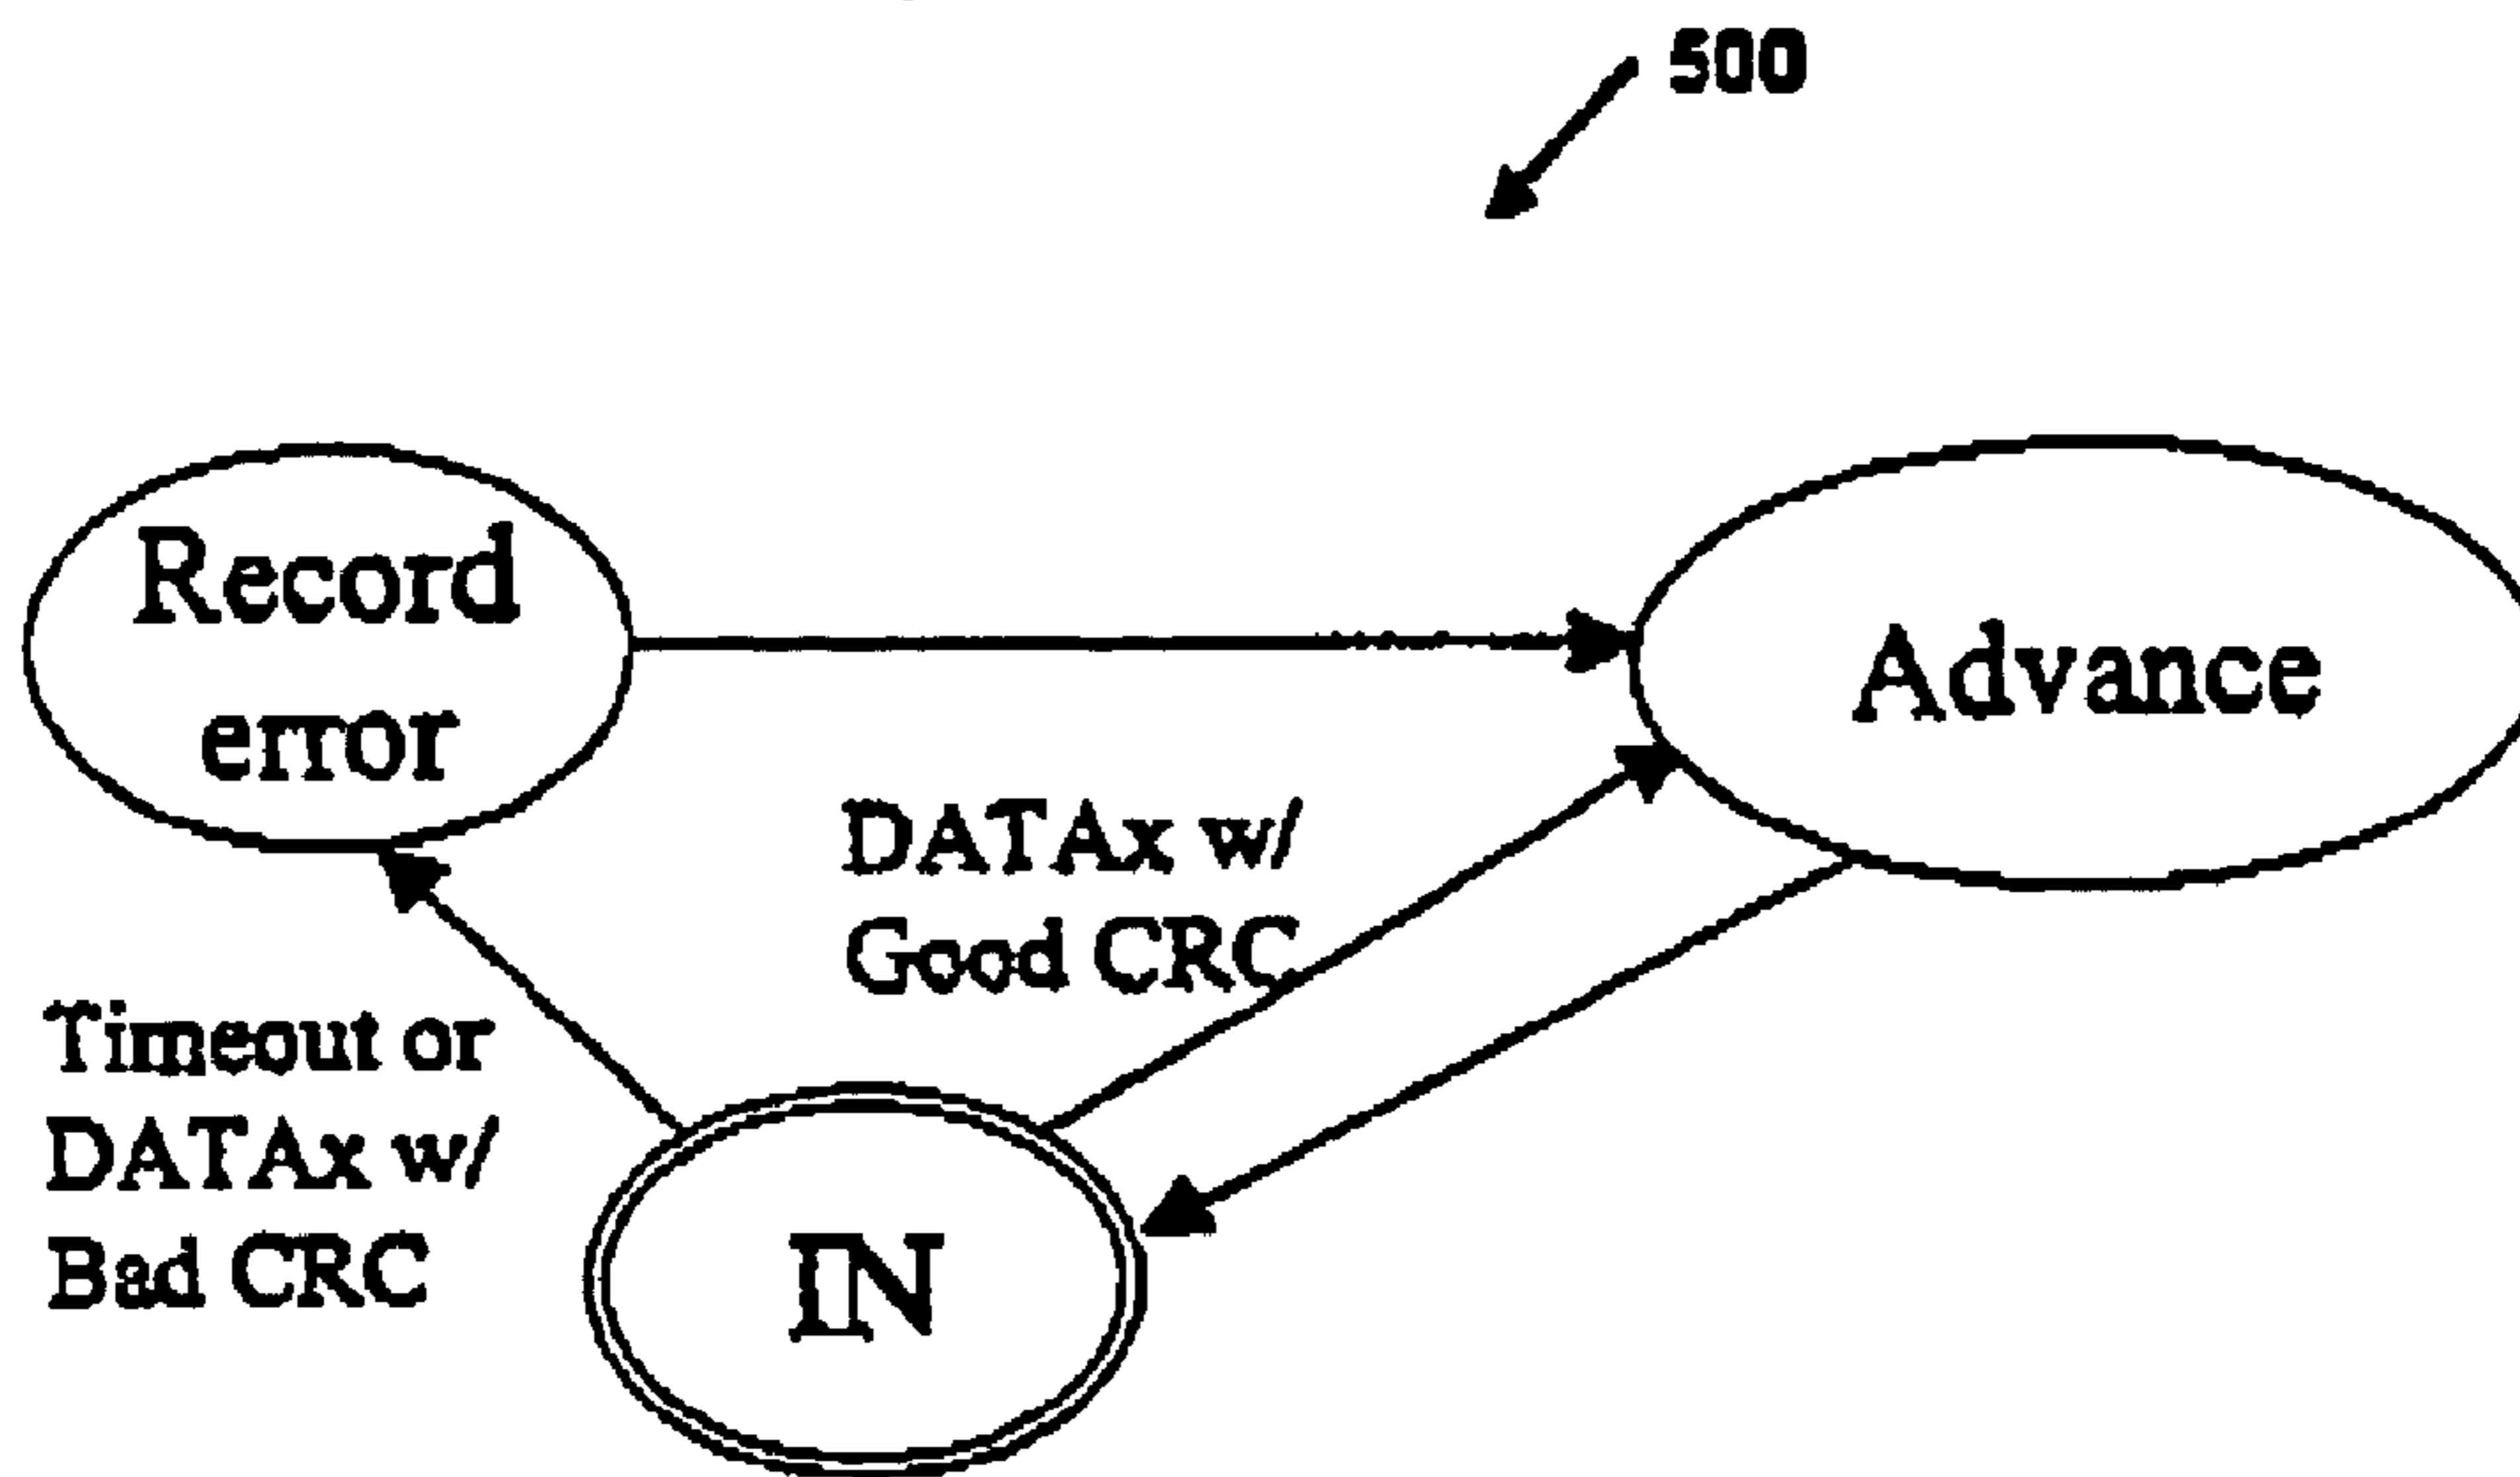 500
Record
error
Advance
DATAx w/
Good CRC
Timeout or
DATAx w/
Bad CRC
IN